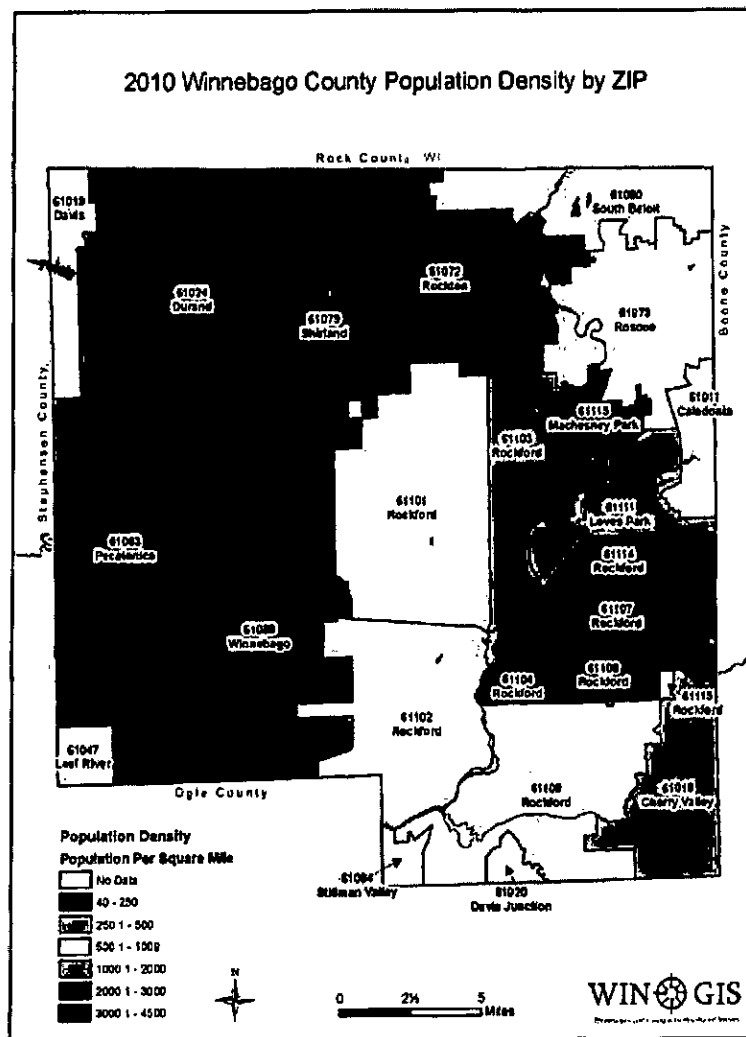 2010 Winnebago County Population Density by ZIP
Rock County WI
61019
Davis
61080
South Beloit
61072
Rockton
61024
Durand
61079
Shirland
61073
Roscoe
Boone County
Stephenson County
61011
Caledonia
61115
Machesney Park
61103
Rockford
61101
Rockford
61111
Loves Park
61114
Rockford
61063
Pecatonica
61107
Rockford
61088
Winnebago
61108
Rockford
61104
Rockford
Rockford
61102
Rockford
61047
Leaf River
61109
Rockford
61016
Cherry Valley
Ogle County
Population Density
Population Per Square Mile
No Data
40 - 250
250 1 - 500
500 1 - 1000
1000 1 - 2000
2000 1 - 3000
3000 1 - 4500
61084
Stillman Valley
61020
Davis Junction
N
0 2½ 5
Miles
WIN GIS